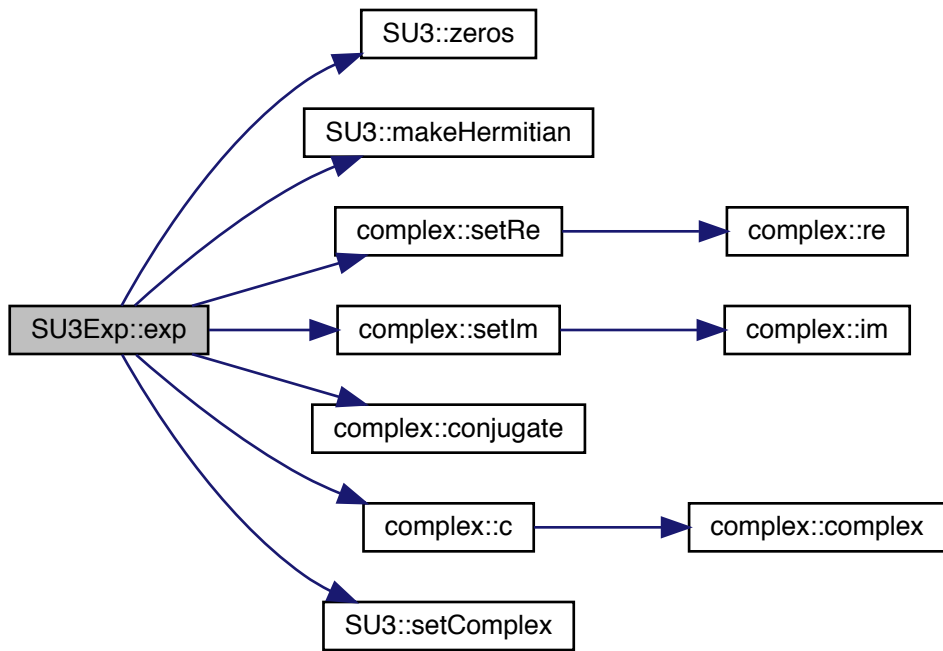 SU3::zeros
SU3::makeHermitian
complex::setRe
complex::re
SU3Exp::exp
complex::setIm
complex::im
complex::conjugate
complex::c
complex::complex
SU3::setComplex